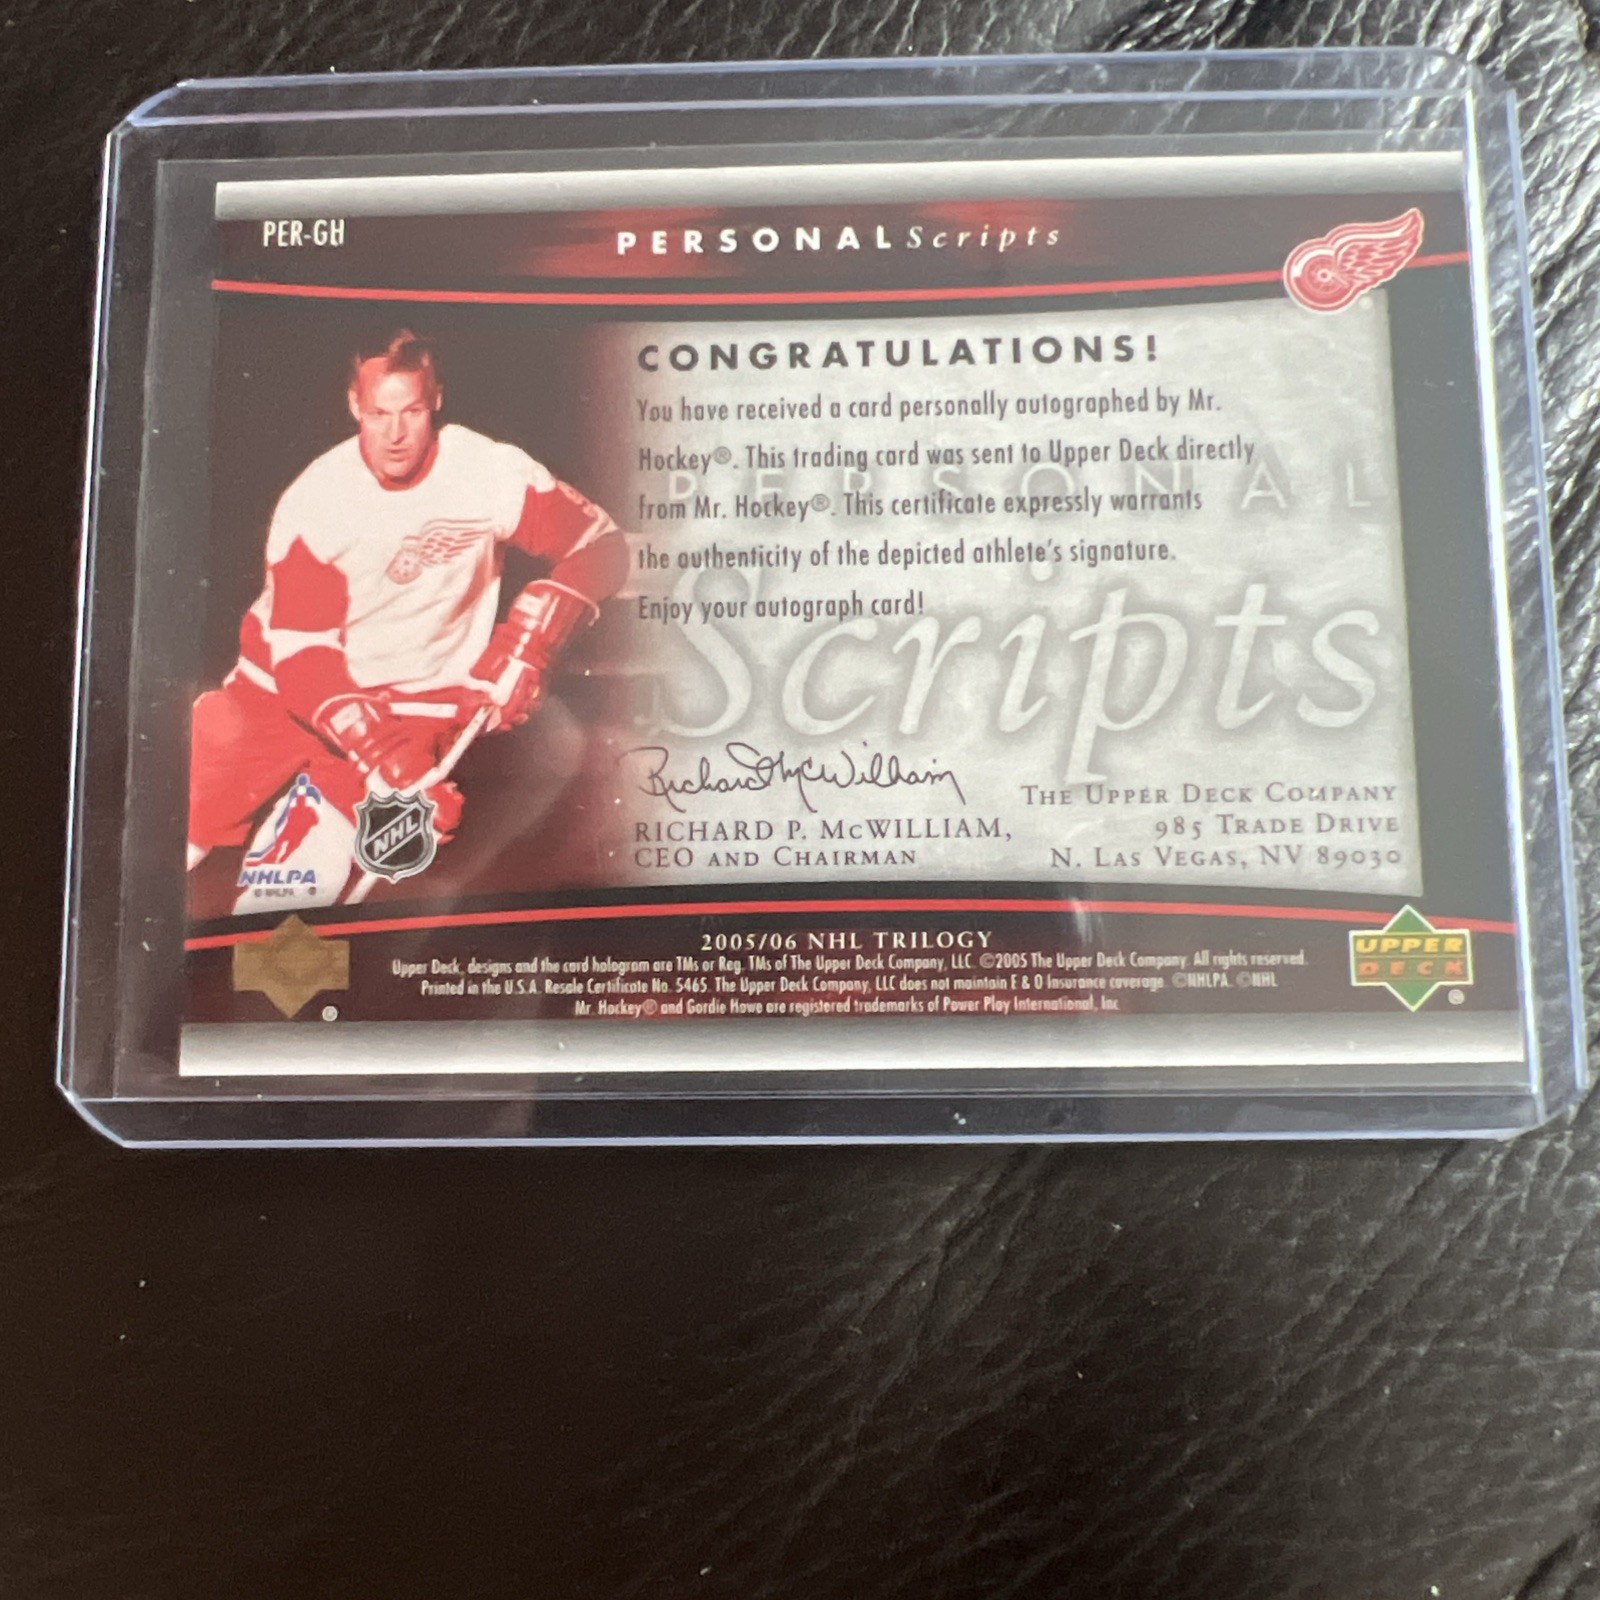 PER-GH
PERSONAL Scripts
CONGRATULATIONS!
You have received a card personally autographed by Mr.
Hockey®. This trading card was sent to Upper Deck directly
from Mr. Hockey®. This certificate expressly warrants
the authenticity of the depicted athlete's signature.
Enjoy your autograph card!
PERSONAL
Scripts
Richard McWilliam
RICHARD P. McWILLIAM,
CEO AND CHAIRMAN
THE UPPER DECK COMPANY
985 TRADE DRIVE
N. LAS VEGAS, NV 89030
NHLPA
© NHLPA ®
NHL
2005/06 NHL TRILOGY
Upper Deck, designs and the card hologram are TMs or Reg. TMs of The Upper Deck Company, LLC. ©2005 The Upper Deck Company. All rights reserved.
Printed in the U.S.A. Resale Certificate No. 5465. The Upper Deck Company, LLC does not maintain E & O Insurance coverage. ©NHLPA. ©NHL
Mr. Hockey® and Gordie Howe are registered trademarks of Power Play International, Inc
UPPER
DECK
®
®